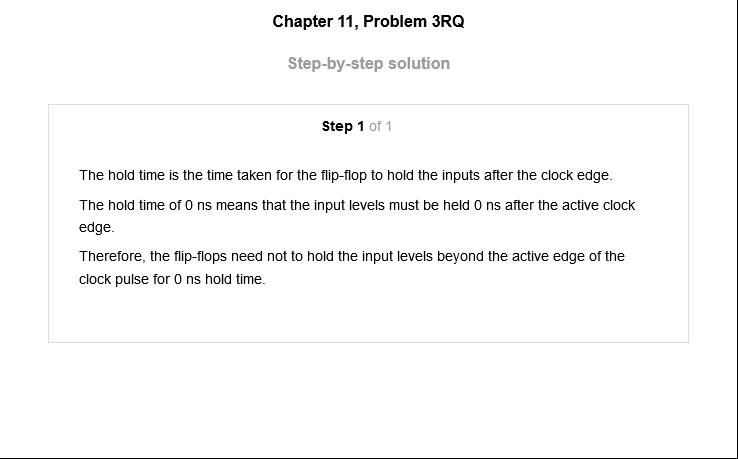 Chapter 11, Problem 3RQ
Step-by-step solution
Step 1 of 1
The hold time is the time taken for the flip-flop to hold the inputs after the clock edge.
The hold time of 0 ns means that the input levels must be held 0 ns after the active clock
edge.
Therefore, the flip-flops need not to hold the input levels beyond the active edge of the
clock pulse for 0 ns hold time.